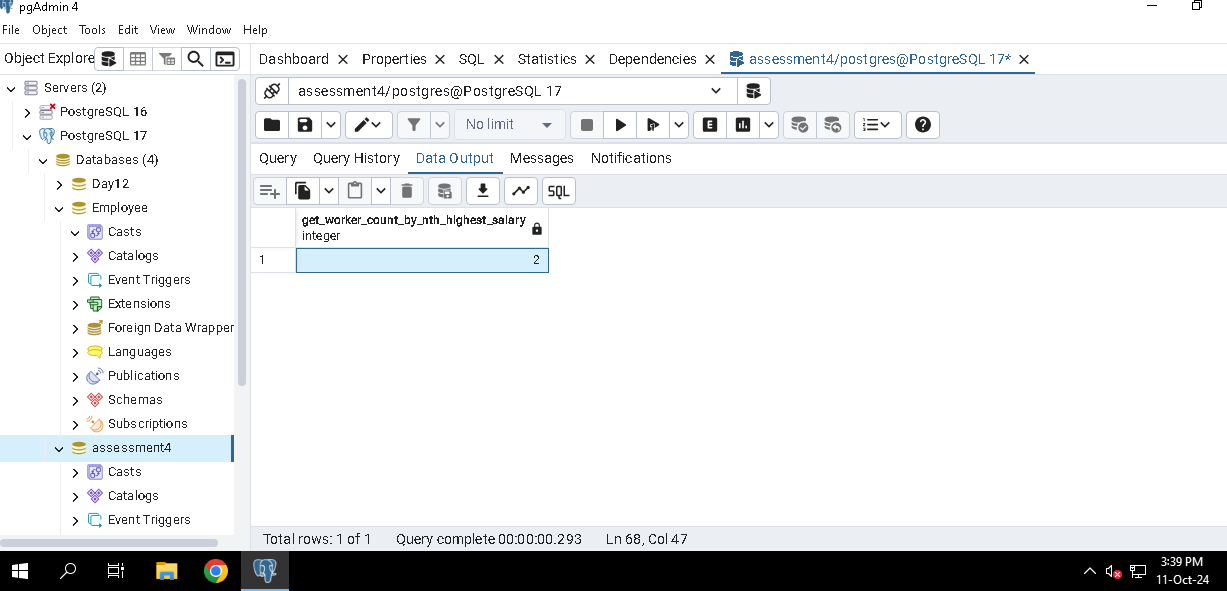 pgAdmin 4
File Object Tools Edit View Window Help
Object Explore
Dashboard Properties SQL Statistics Dependencies assessment4/postgres@PostgreSQL 17*
Servers (2)
PostgreSQL 16
PostgreSQL 17
Databases (4)
Day12
Employee
Casts
Catalogs
Event Triggers
Extensions
Foreign Data Wrapper
Languages
Publications
Schemas
Subscriptions
assessment4
Casts
Catalogs
Event Triggers
assessment4/postgres@PostgreSQL 17
No limit
E
Query Query History Data Output Messages Notifications
SQL
get_worker_count_by_nth_highest_salary
integer
1 2
Total rows: 1 of 1 Query complete 00:00:00.293 Ln 68, Col 47
3:39 PM
11-Oct-24